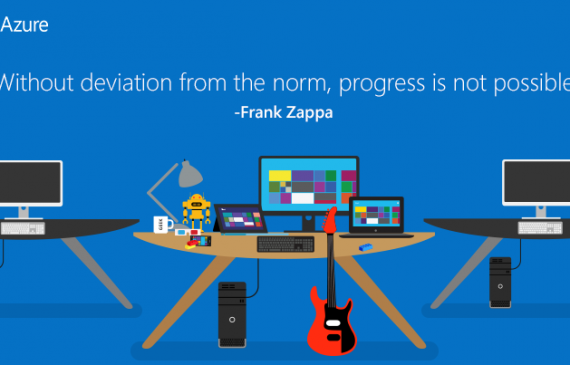 Azure
Without deviation from the norm, progress is not possible
-Frank Zappa